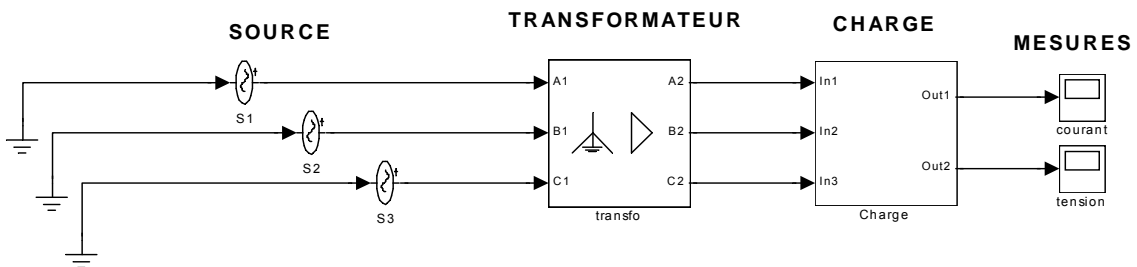 SOURCE
TRANSFORMATEUR
CHARGE
MESURES
S1
S2
S3
A1
B1
C1
A2
B2
C2
transfo
In1
In2
In3
Out1
Out2
Charge
courant
tension